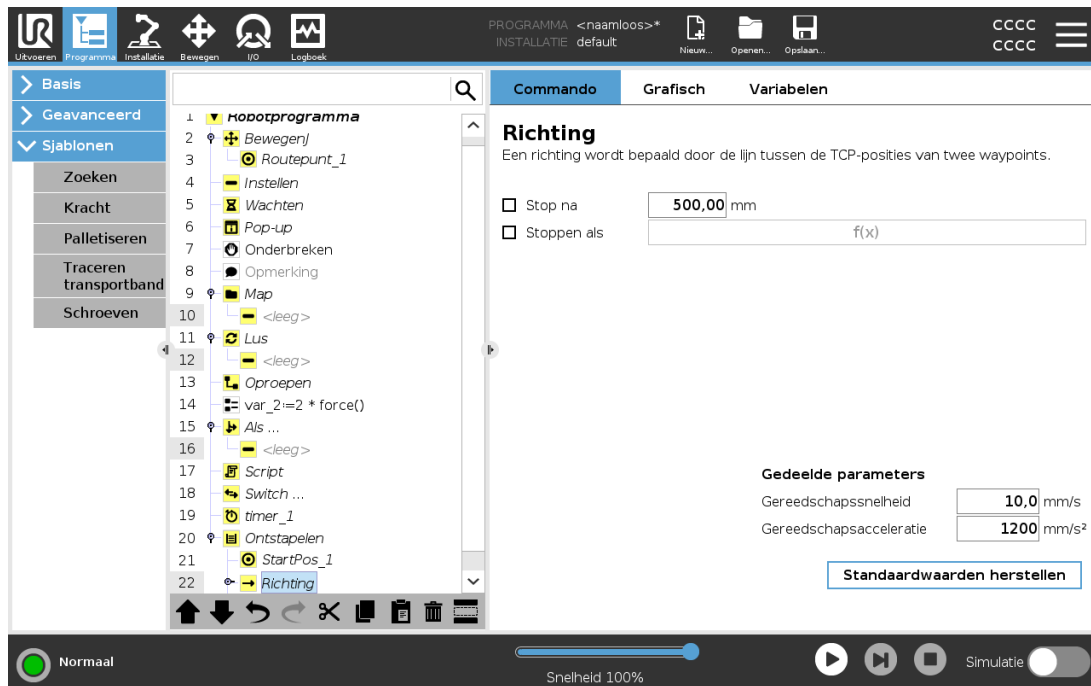 PROGRAMMA <naamloos>*
INSTALLATIE default
CCCC
CCCC
Uitvoeren Programma Installatie Bewegen I/O Logboek Nieuw... Openen... Opslaan...
Basis
Geavanceerd
Sjablonen
Zoeken
Kracht
Palletiseren
Traceren
transportband
Schroeven
1 Robotprogramma
2 BewegenJ
3 Routepunt_1
4 Instellen
5 Wachten
6 Pop-up
7 Onderbreken
8 Opmerking
9 Map
10 <leeg>
11 Lus
12 <leeg>
13 Oproepen
14 var_2:=2 * force()
15 Als ...
16 <leeg>
17 Script
18 Switch ...
19 timer_1
20 Ontstapelen
21 StartPos_1
22 Richting
Commando Grafisch Variabelen
Richting
Een richting wordt bepaald door de lijn tussen de TCP-posities van twee waypoints.
Stop na 500,00 mm
Stoppen als f(x)
Gedeelde parameters
Gereedschapssnelheid 10,0 mm/s
Gereedschapsacceleratie 1200 mm/s²
Standaardwaarden herstellen
Normaal
Snelheid 100%
Simulatie